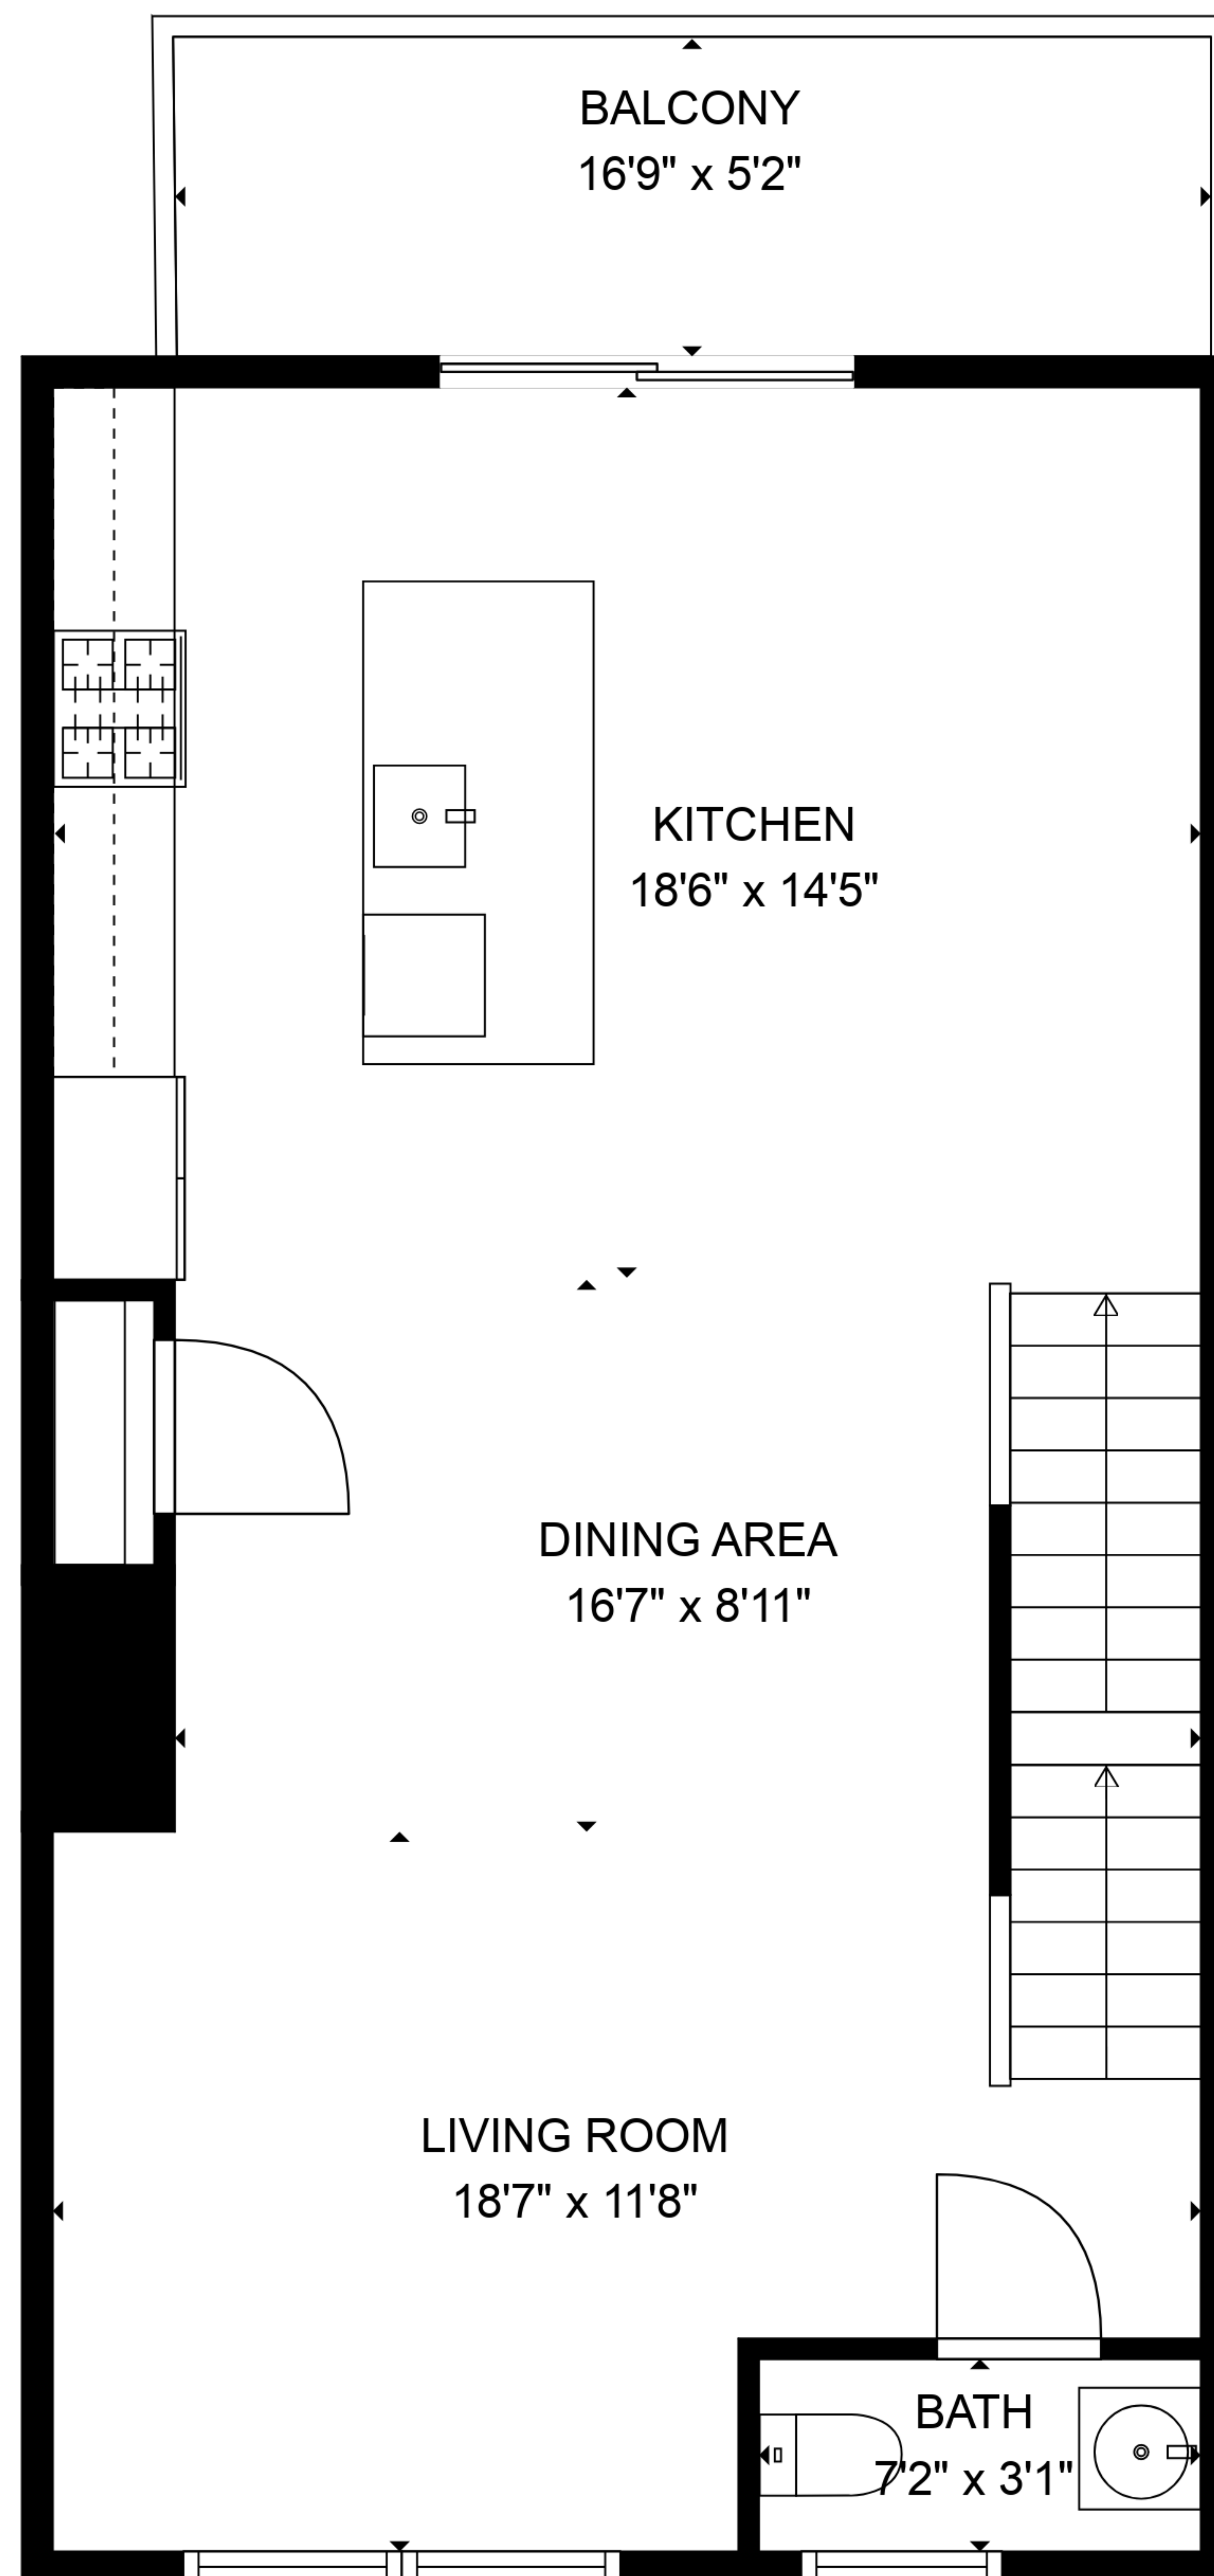 BALCONY
16'9" x 5'2"
KITCHEN
18'6" x 14'5"
DINING AREA
16'7" x 8'11"
LIVING ROOM
18'7" x 11'8"
BATH
7'2" x 3'1"